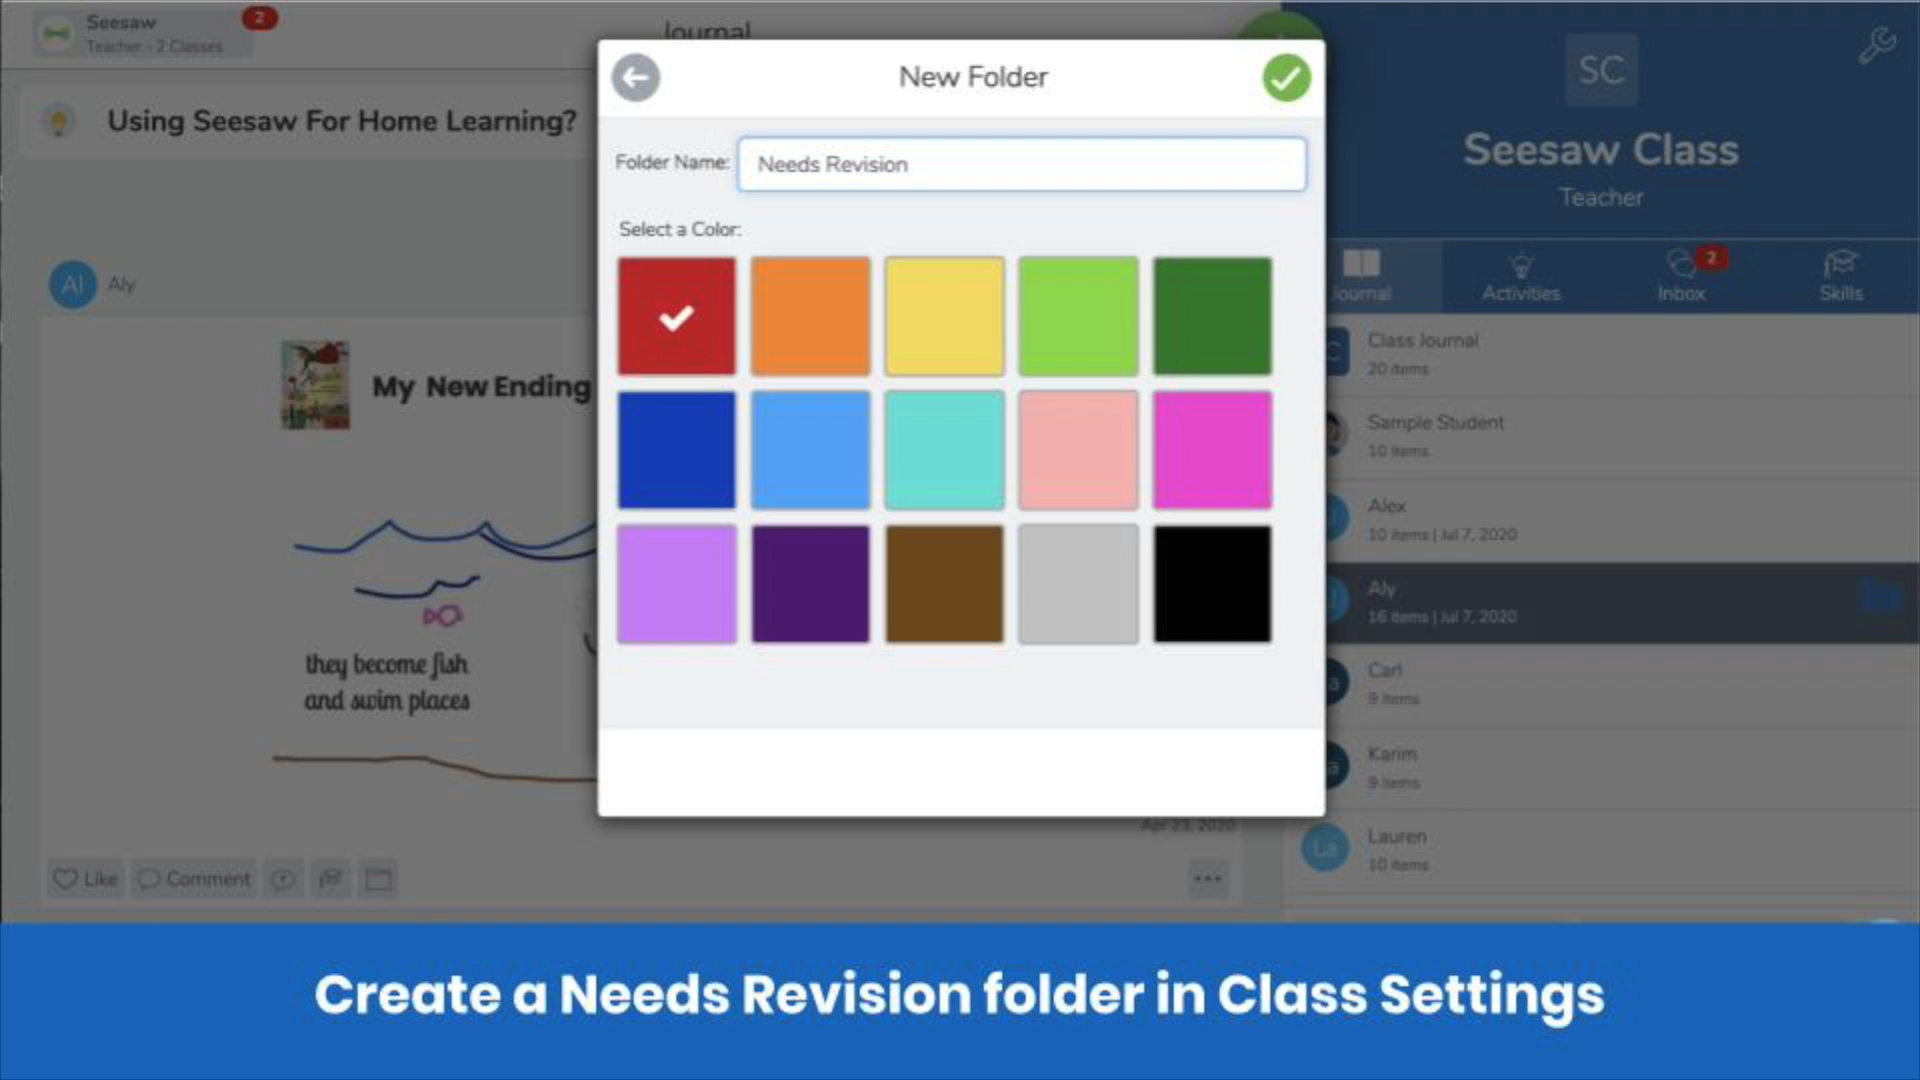 Seesaw
2
Teacher - 2 Classes
Journal
Using Seesaw For Home Learning?
Al
Aly
My New Ending
they become fish
and swim places
Apr 23, 2020
Like
Comment
New Folder
Folder Name:
Needs Revision
Select a Color:
SC
Seesaw Class
Teacher
Journal
Activities
2
Inbox
Skills
C
Class Journal
20 items
Sample Student
10 items
Alex
10 items | Jul 7, 2020
Aly
16 items | Jul 7, 2020
a
Carl
9 items
a
Karim
9 items
La
Lauren
10 items
Create a Needs Revision folder in Class Settings